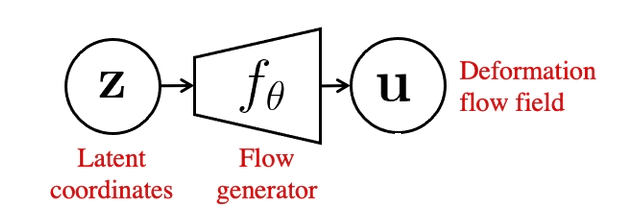 z
f_θ
u
Deformation
flow field
Latent
coordinates
Flow
generator